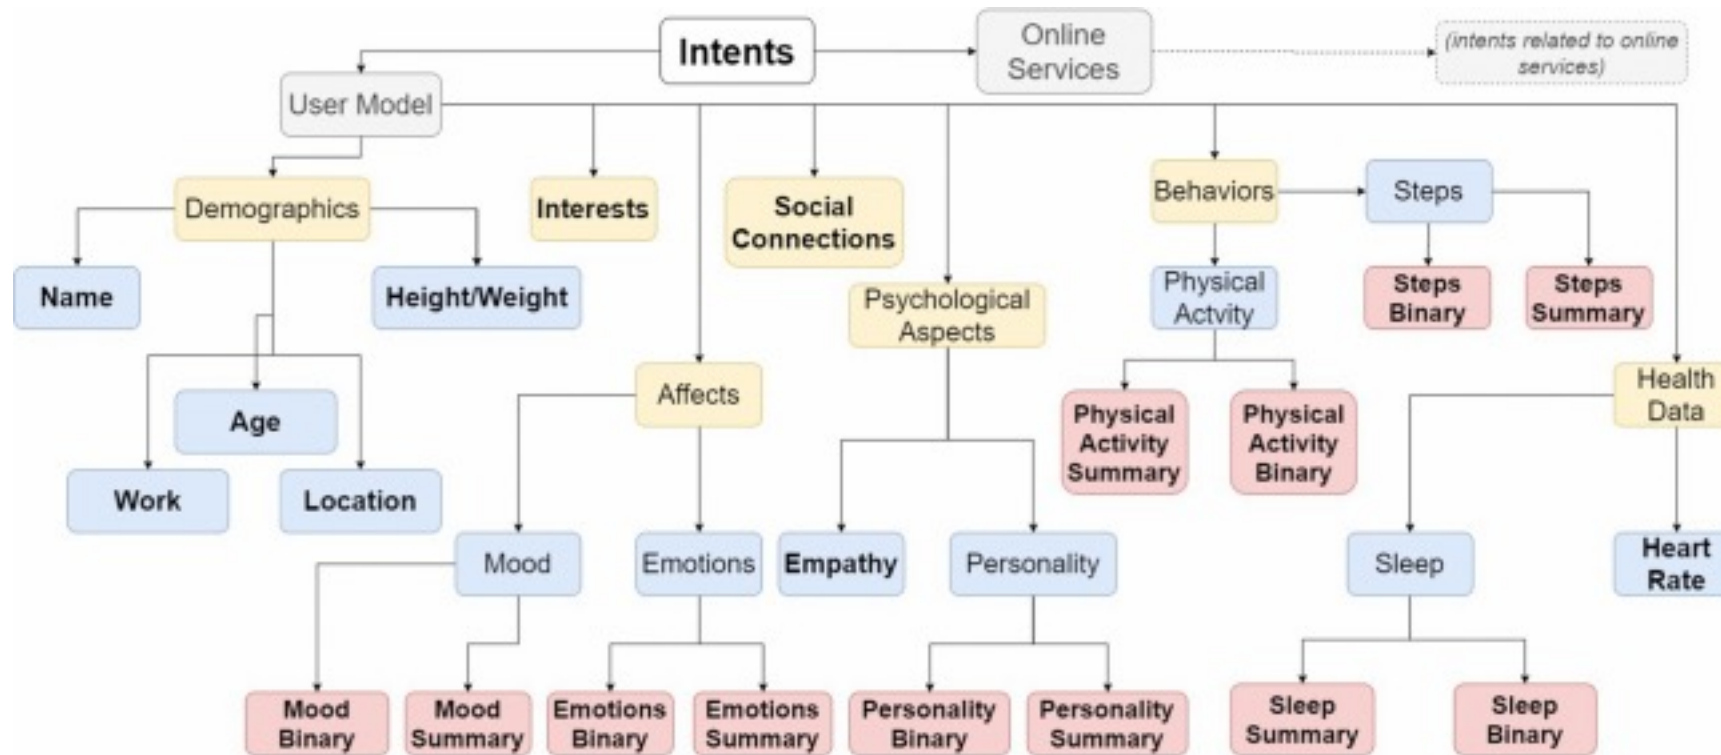 Intents
Online
Services
(intents related to online
services)
User Model
Demographics
Interests
Social
Connections
Behaviors
Steps
Name
Height/Weight
Psychological
Aspects
Physical
Actvity
Steps
Binary
Steps
Summary
Affects
Health
Data
Age
Physical
Activity
Summary
Physical
Activity
Binary
Work
Location
Mood
Emotions
Empathy
Personality
Sleep
Heart
Rate
Mood
Binary
Mood
Summary
Emotions
Binary
Emotions
Summary
Personality
Binary
Personality
Summary
Sleep
Summary
Sleep
Binary